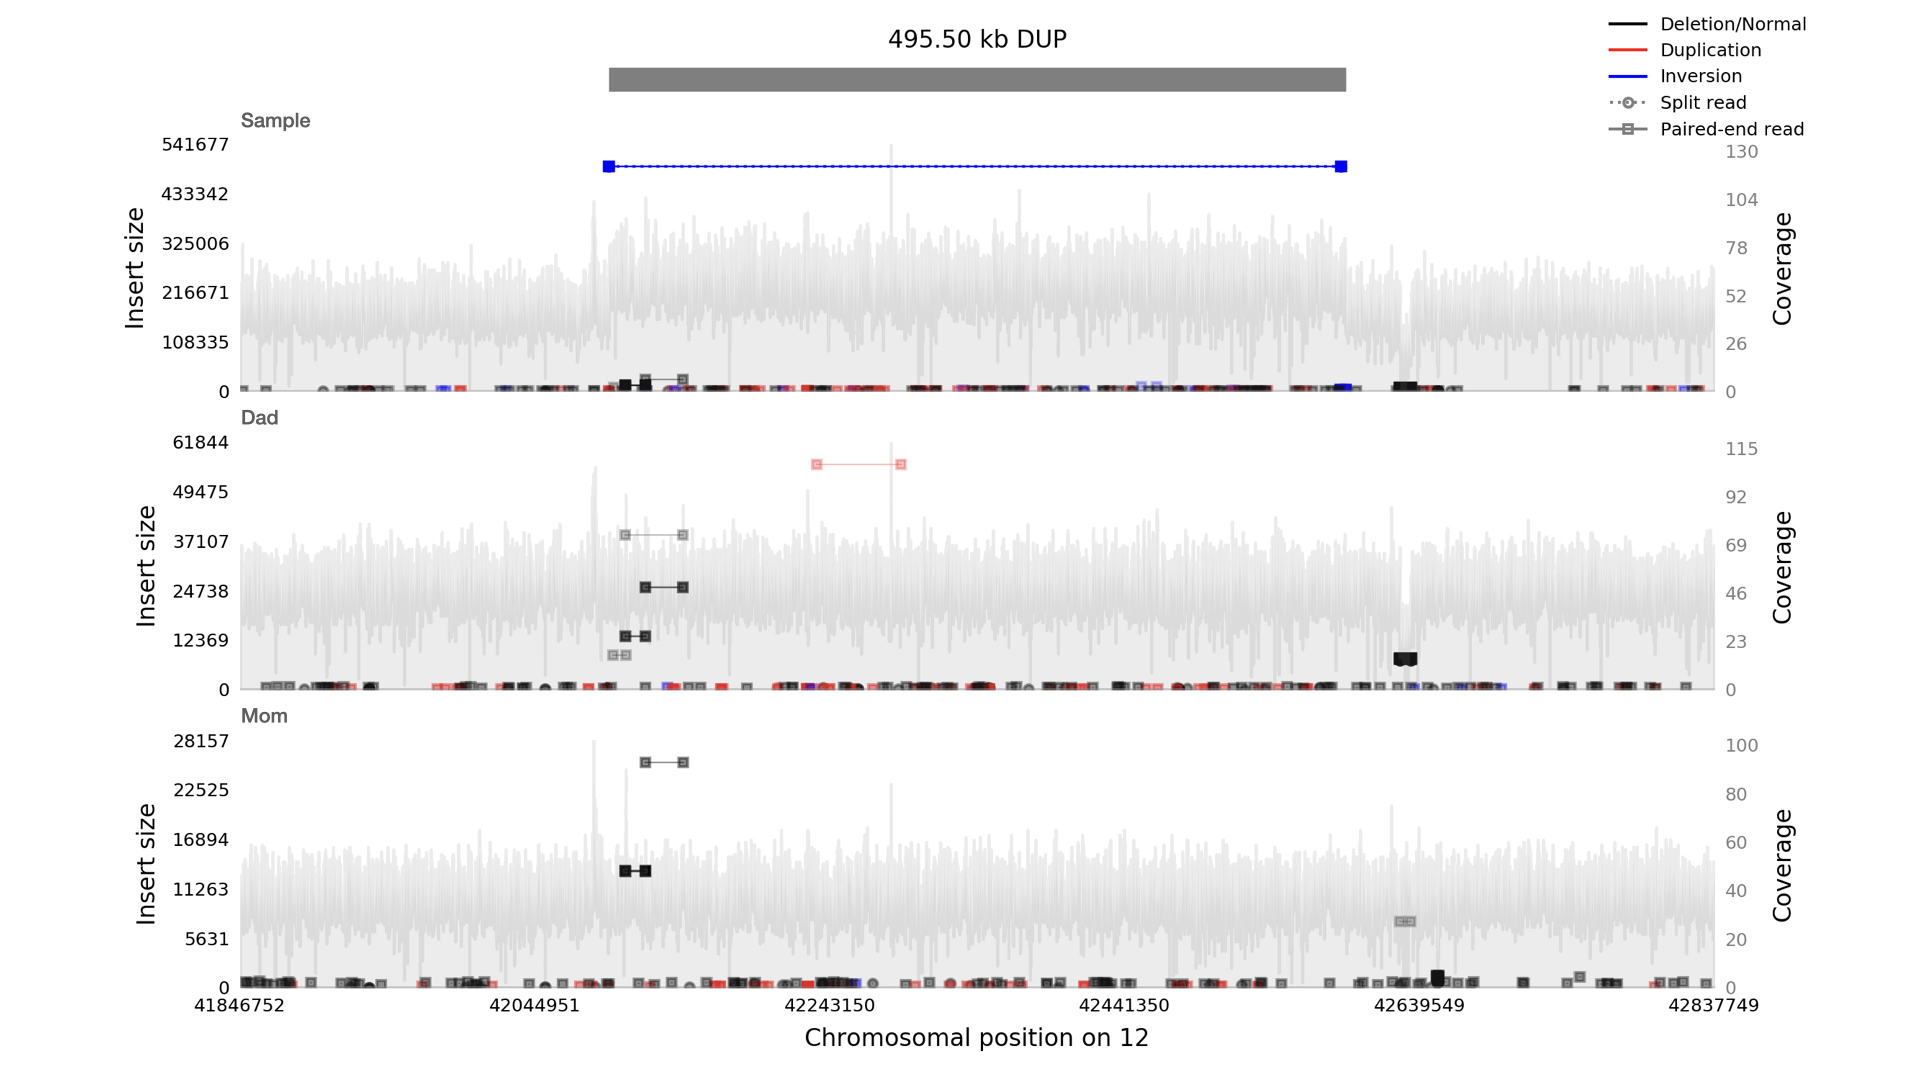 495.50 kb DUP
Deletion/Normal
Duplication
Inversion
Split read
Paired-end read
Sample
541677
433342
325006
216671
108335
0
Insert size
130
104
78
52
26
0
Coverage
Dad
61844
49475
37107
24738
12369
0
Insert size
115
92
69
46
23
0
Coverage
Mom
28157
22525
16894
11263
5631
0
Insert size
100
80
60
40
20
0
Coverage
41846752 42044951 42243150 42441350 42639549 42837749
Chromosomal position on 12